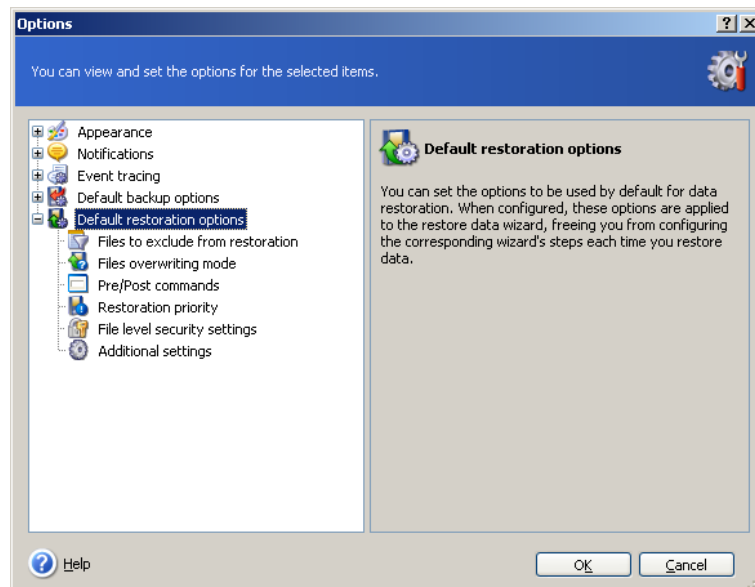 Options
You can view and set the options for the selected items.
Appearance
Notifications
Event tracing
Default backup options
Default restoration options
Files to exclude from restoration
Files overwriting mode
Pre/Post commands
Restoration priority
File level security settings
Additional settings
Default restoration options
You can set the options to be used by default for data
restoration. When configured, these options are applied
to the restore data wizard, freeing you from configuring
the corresponding wizard's steps each time you restore
data.
Help
OK
Cancel